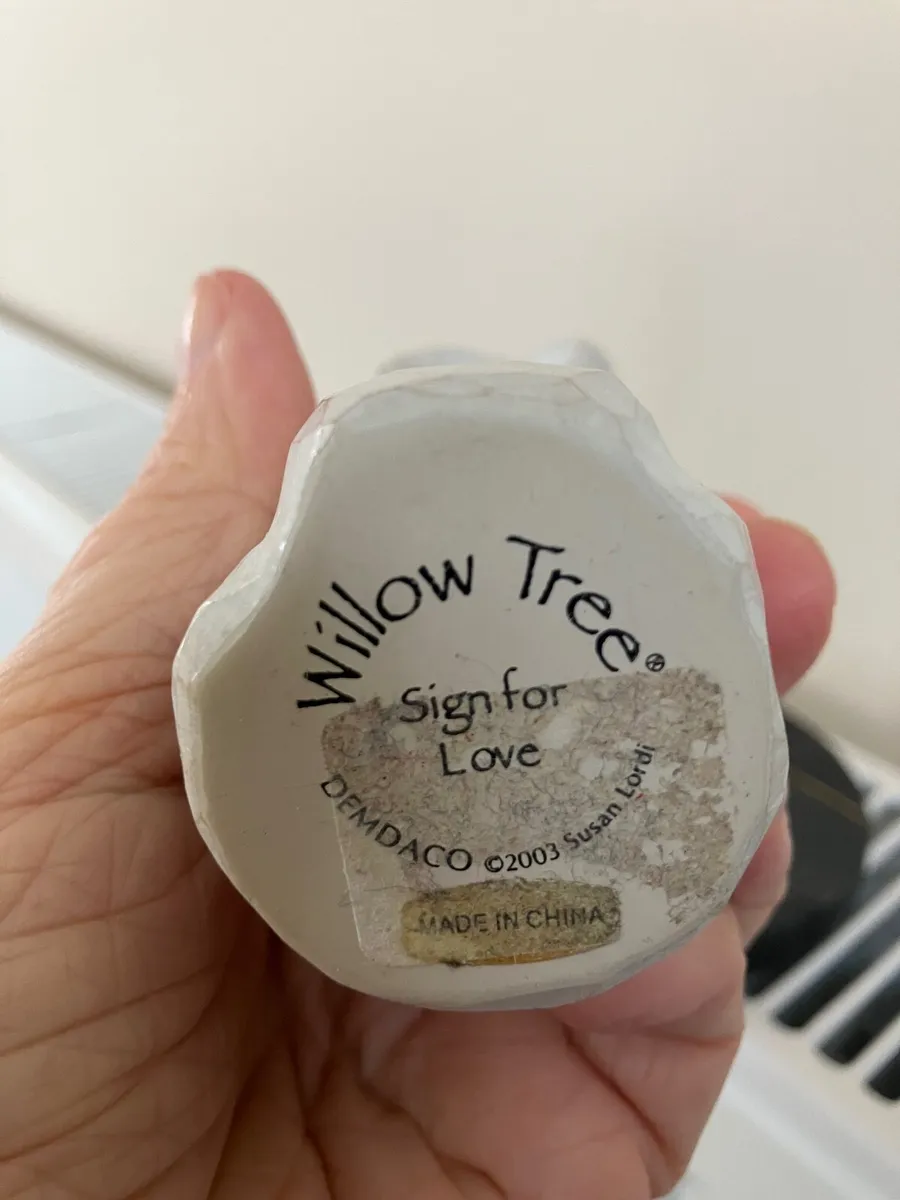 Willow Tree®
Sign for
Love
DEMDACO ©2003 Susan Lordi
MADE IN CHINA